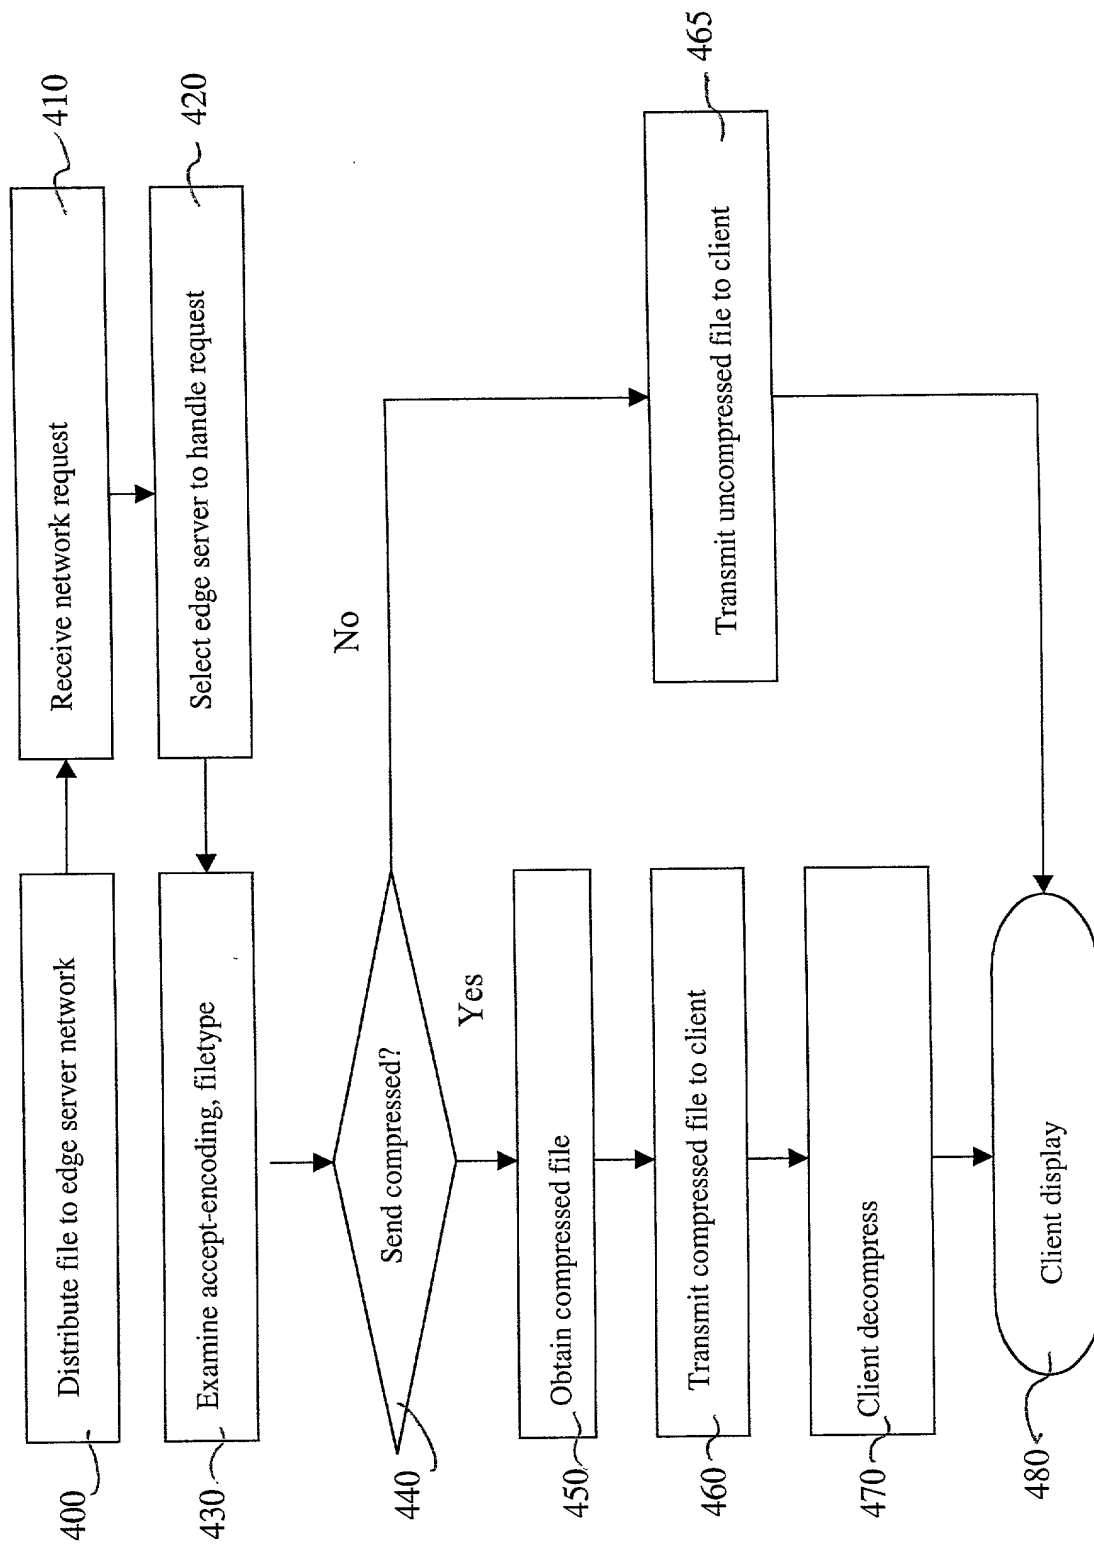 400
Distribute file to edge server network
Receive network request
410
Select edge server to handle request
420
430
Examine accept-encoding, filetype
440
Send compressed?
No
Yes
450
Obtain compressed file
460
Transmit compressed file to client
Transmit uncompressed file to client
465
470
Client decompress
480
Client display